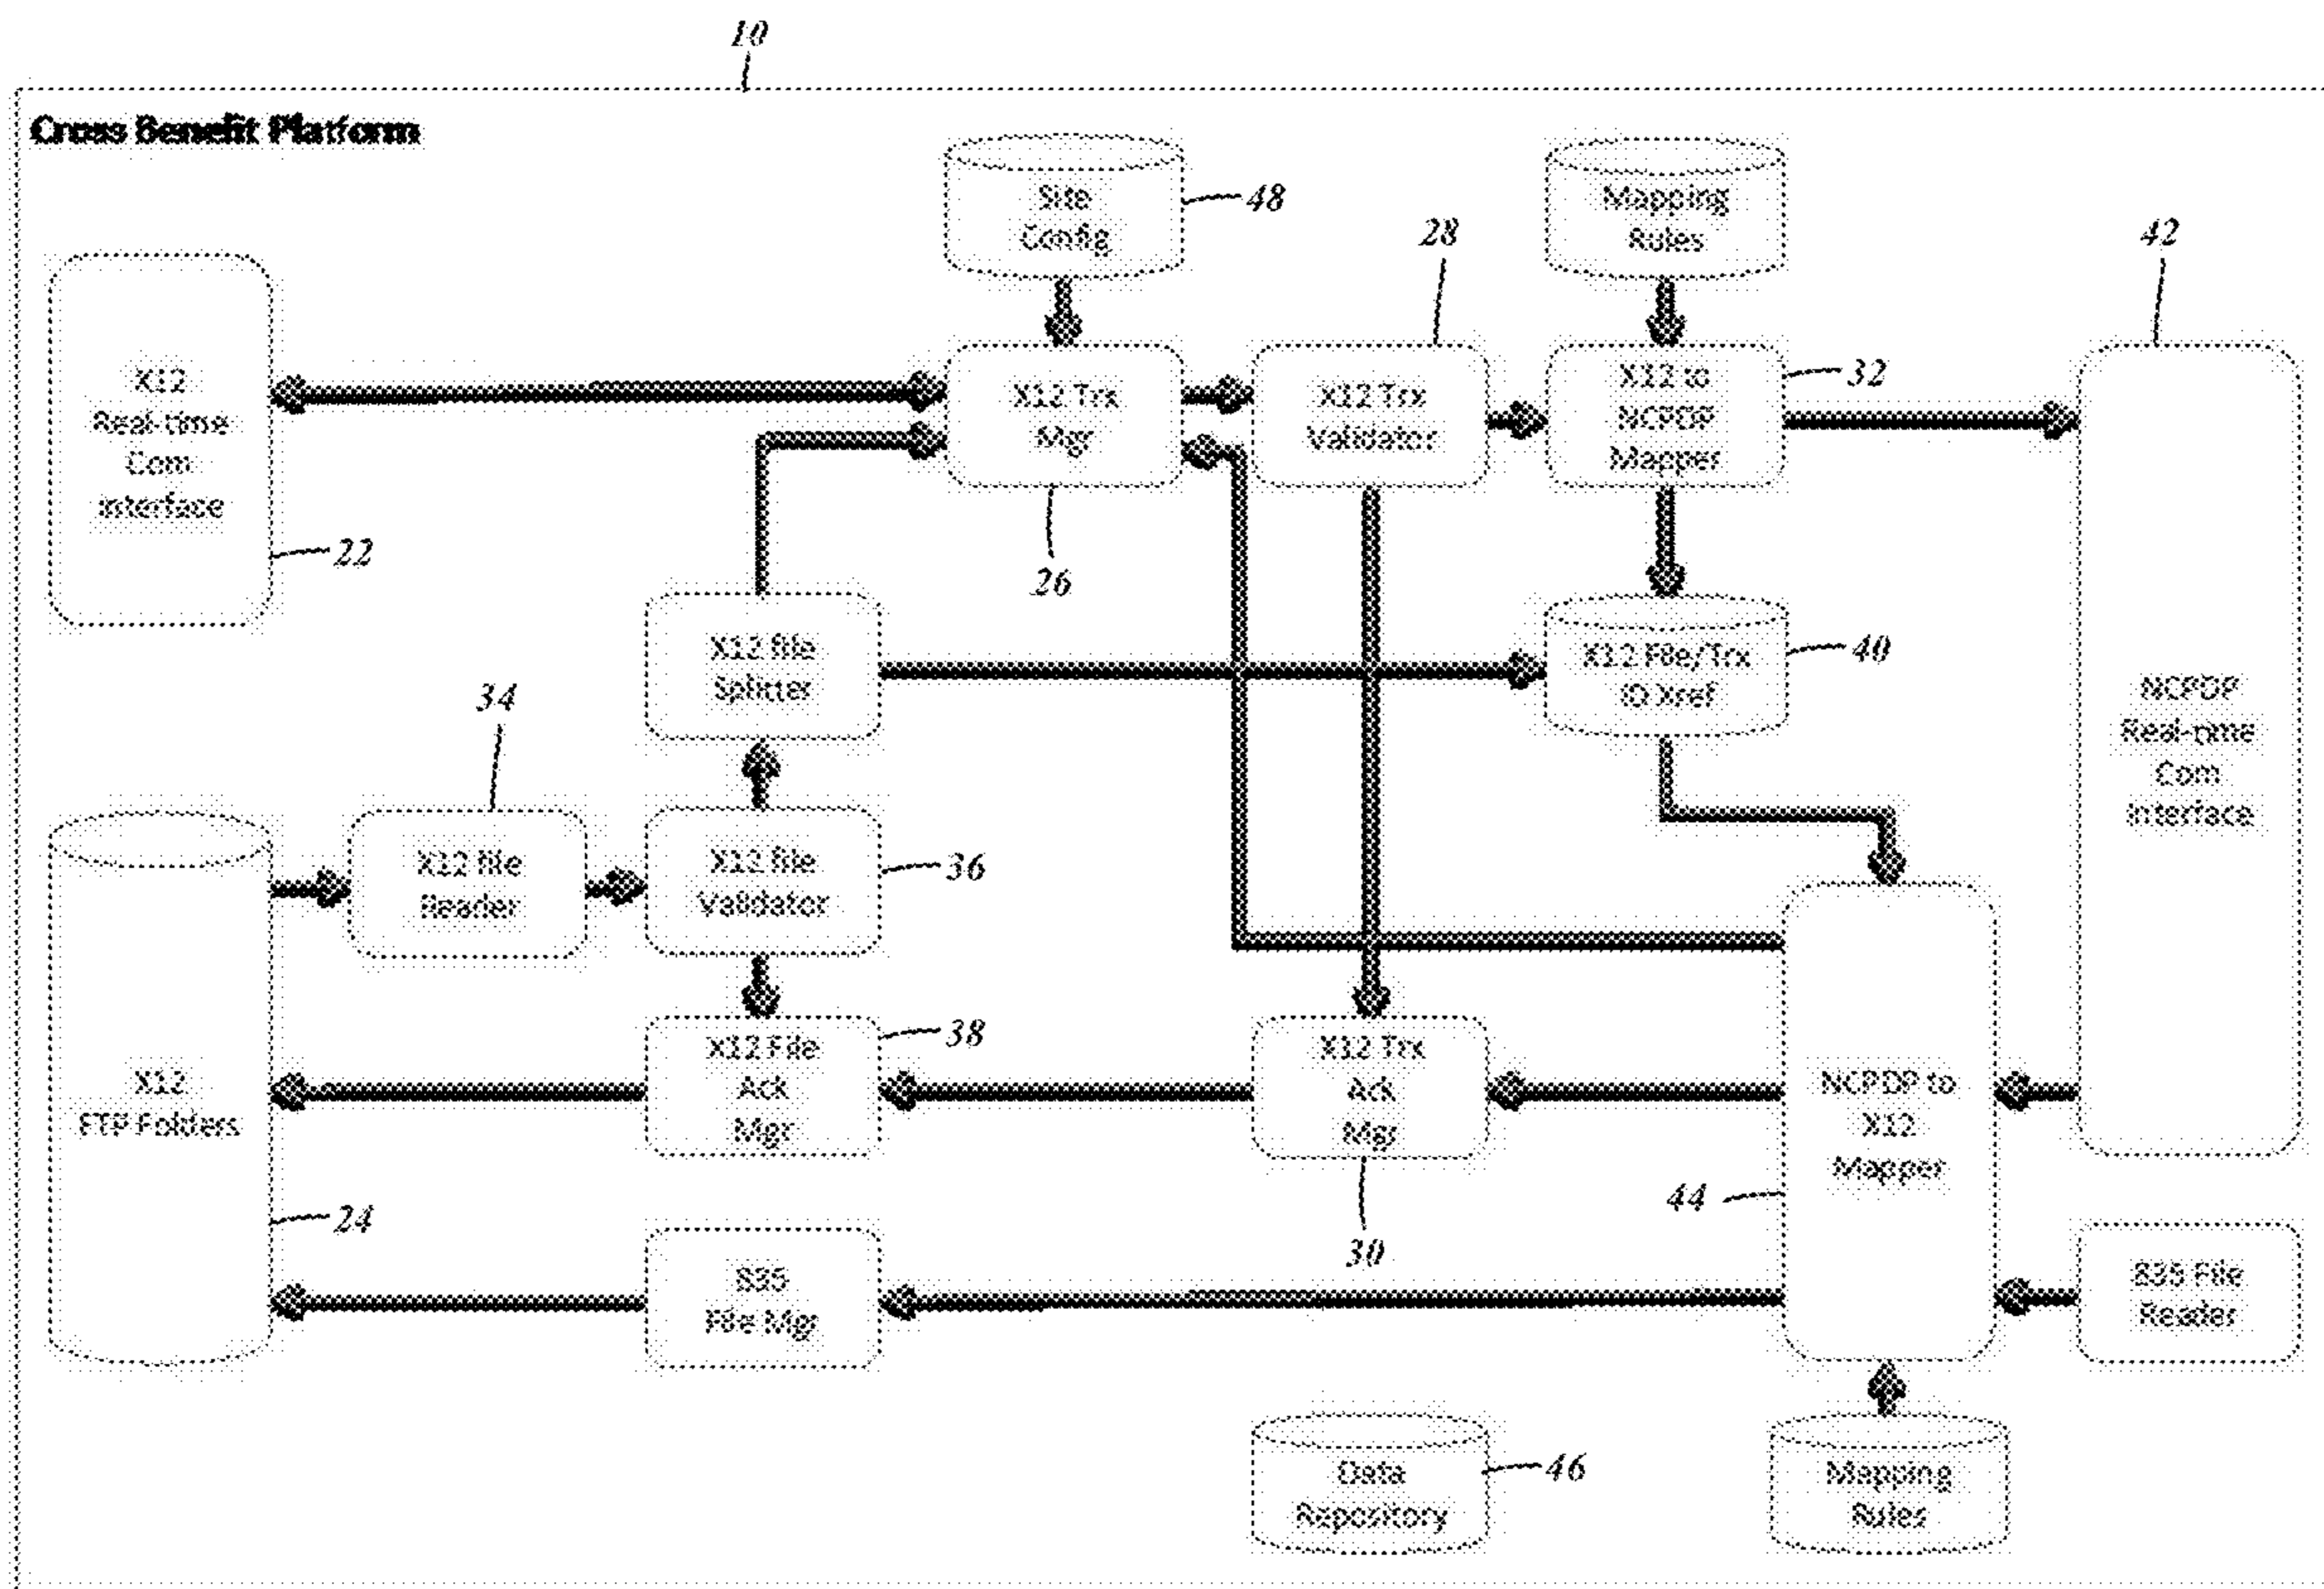 10
Cross Benefit Platform
Site
Config
48
Mapping
Rules
28
42
X12
Real-time
Com
Interface
22
X12 Trx
Mgr
26
X12 Trx
Validator
X12 to
NCPDP
Mapper
32
X12 file
Splitter
X12 File/Trx
ID Xref
40
NCPDP
Real-time
Com
Interface
34
X12 file
Reader
X12 file
Validator
36
X12
FTP Folders
24
X12 File
Ack
Mgr
38
X12 Trx
Ack
Mgr
30
NCPDP to
X12
Mapper
44
835
File Mgr
835 File
Reader
Data
Repository
46
Mapping
Rules